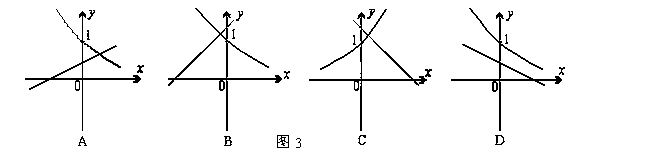 y y y y
1 1 1 1
x x x x
0 0 0 0
A B 图 3 C D